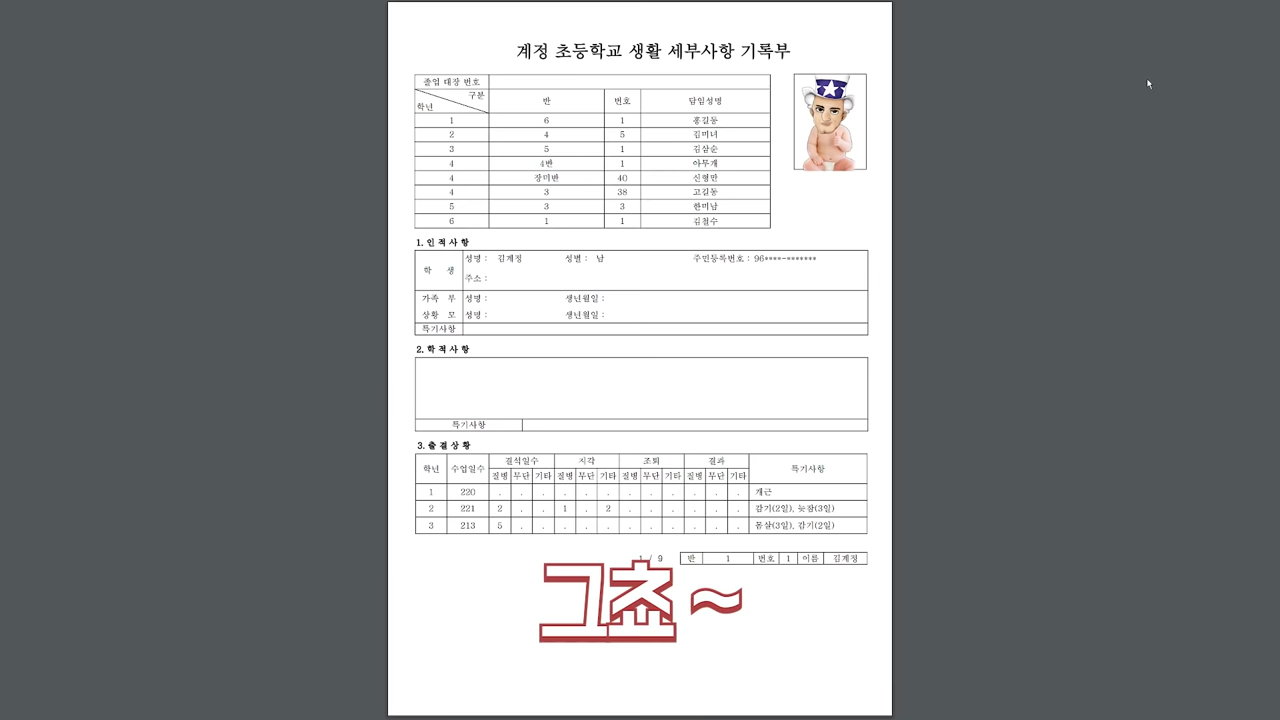 계정 초등학교 생활 세부사항 기록부
졸업 대장 번호
구분 학년 반 번호 담임성명
1 6 1 홍길동
2 4 5 김미녀
3 5 1 김삼순
4 4반 1 아무개
4 장미반 40 신형만
4 3 38 고길동
5 3 3 한미남
6 1 1 김철수
1. 인 적 사 항
학 생 성명 : 김계정 성별 : 남 주민등록번호 : 96****-*******
주소 :
가족 부 성명 : 생년월일 :
상황 모 성명 : 생년월일 :
특기사항
2. 학 적 사 항
특기사항
3. 출 결 상 황
학년 수업일수 결석일수 지각 조퇴 결과 특기사항
질병 무단 기타 질병 무단 기타 질병 무단 기타 질병 무단 기타
1 220 . . . . . . . . . . . . 개근
2 221 2 . . 1 . 2 . . . . . . 감기(2일), 늦잠(3일)
3 213 5 . . . . . . . . . . . 몸살(3일), 감기(2일)
1 / 9 반 1 번호 1 이름 김계정
그쵸~